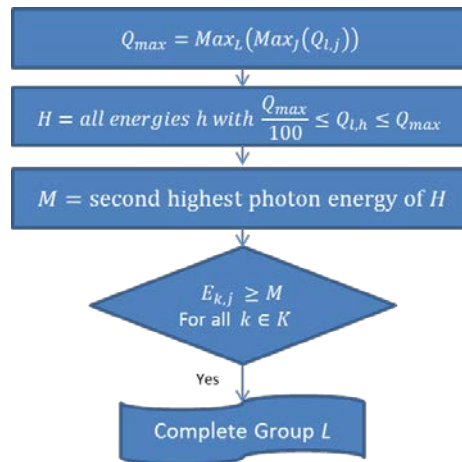 Q_max = Max_L(Max_J(Q_l,j))
H = all energies h with Q_max/100 ≤ Q_l,h ≤ Q_max
M = second highest photon energy of H
E_k,j ≥ M
For all k ∈ K
Yes
Complete Group L